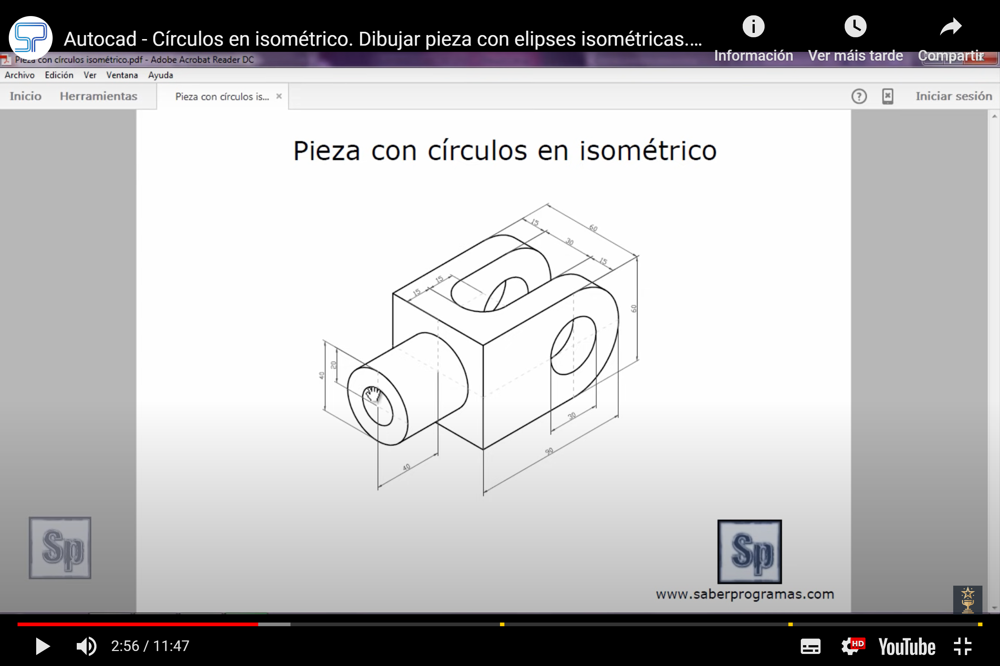 Autocad - Círculos en isométrico. Dibujar pieza con elipses isométricas....
Información
Ver máis tarde
Compartir
Pieza con círculos isométrico.pdf - Adobe Acrobat Reader DC
Archivo Edición Ver Ventana Ayuda
Inicio Herramientas Pieza con círculos is... Iniciar sesión
Pieza con círculos en isométrico
15
60
30
15
15
15
60
20
40
30
90
40
Sp
Sp
www.saberprogramas.com
2:56 / 11:47
HD
YouTube